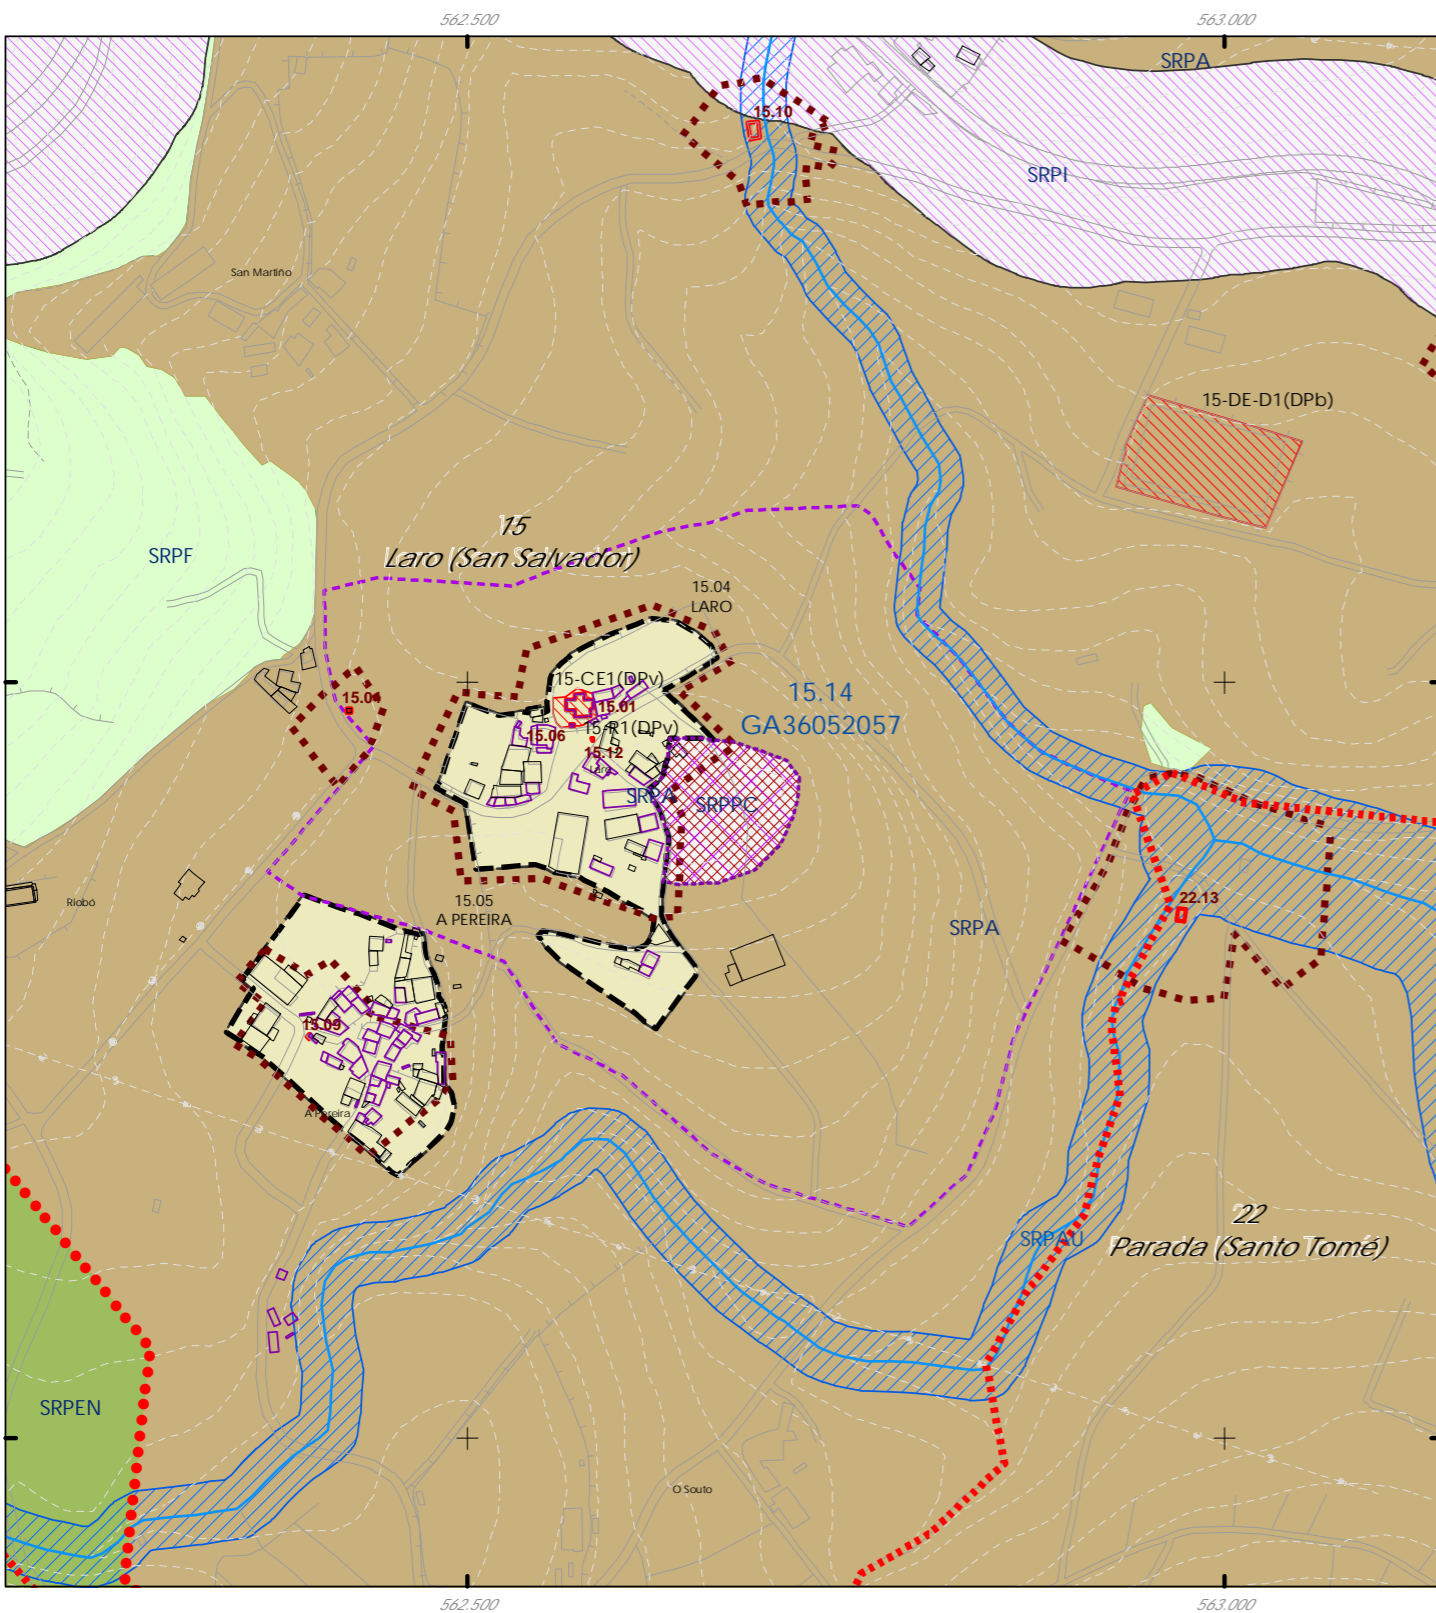 562.500
563.000
SRPA
15.10
SRPI
San Martiño
15-DE-D1(DPb)
15
Laro (San Salvador)
SRPF
15.04
LARO
15-CE1(DPv)
15.14
GA36052057
15.01
15-R1(DPv)
15.06
15.12
Laro
SRPA
SRPPC
15.05
A PEREIRA
Riobó
22.13
SRPA
15.09
A Pereira
22
Parada (Santo Tomé)
SRPAU
SRPEN
O Souto
562.500
563.000